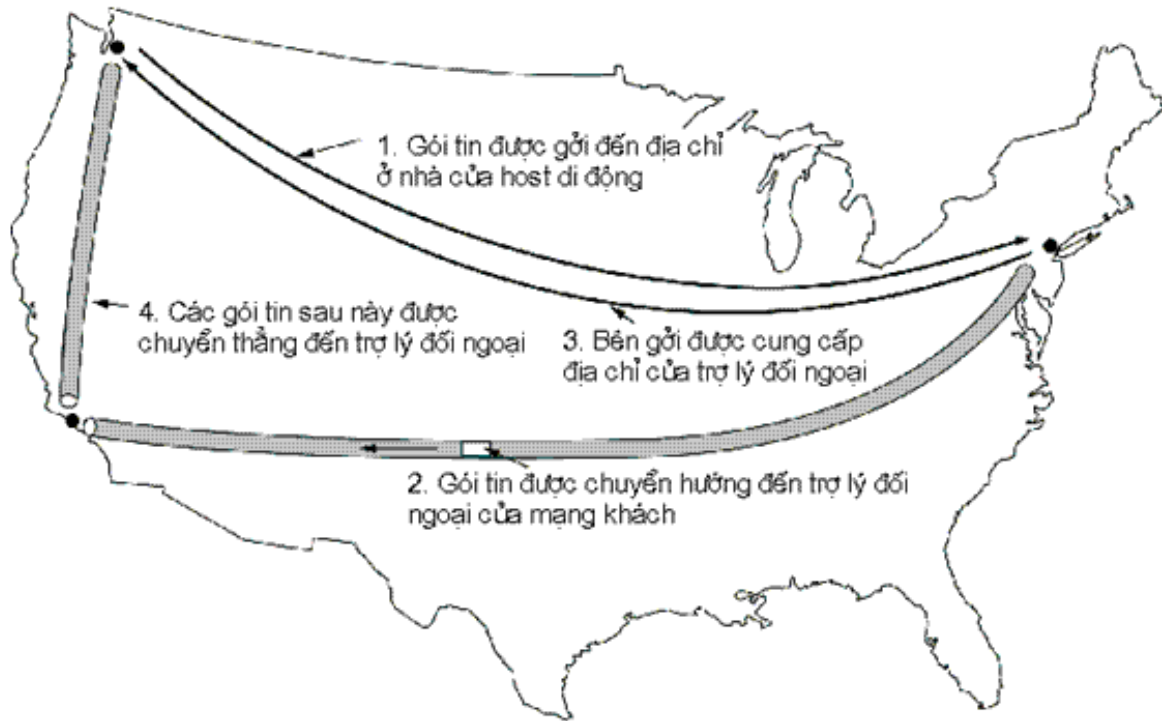 1. Gói tin được gởi đến địa chỉ
ở nhà của host di động
4. Các gói tin sau này được
chuyển thẳng đến trợ lý đối ngoại
3. Bên gởi được cung cấp
địa chỉ của trợ lý đối ngoại
2. Gói tin được chuyển hướng đến trợ lý đối
ngoại của mạng khách